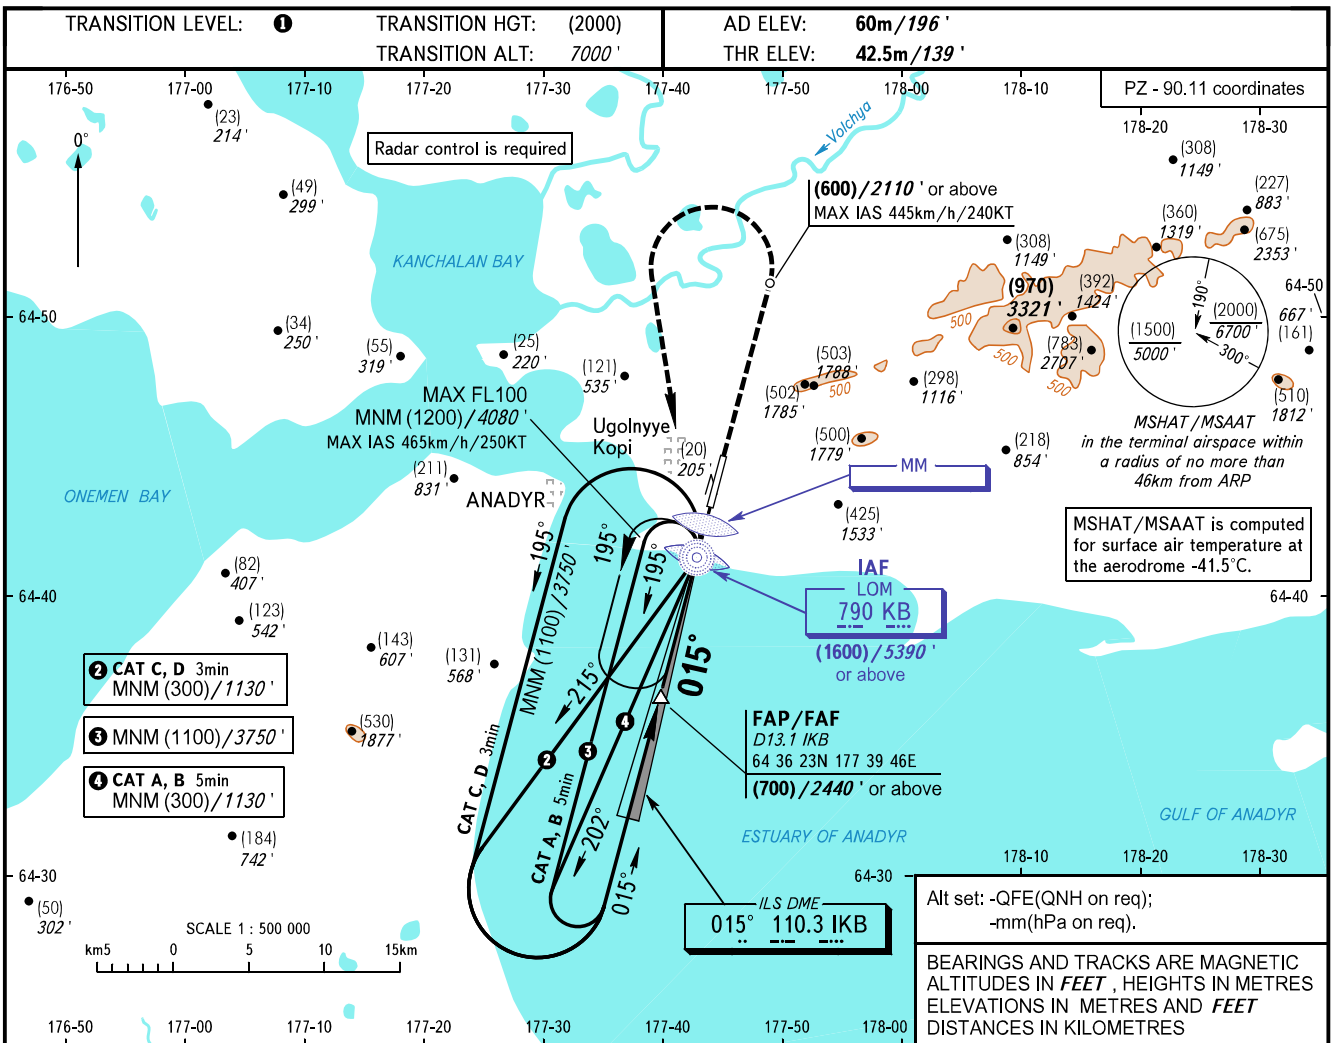 TRANSITION LEVEL: ❶
TRANSITION HGT: (2000)
TRANSITION ALT: 7000 '
AD ELEV: 60m/196 '
THR ELEV: 42.5m/139 '
176-50 177-00 177-10 177-20 177-30 177-40 177-50 178-00 178-10
PZ - 90.11 coordinates
178-20 178-30
0°
(23)
214 '
Radar control is required
Volchya
(308)
1149 '
(49)
299 '
(600)/2110 ' or above
MAX IAS 445km/h/240KT
(227)
883 '
(360)
1319 '
(675)
2353 '
(308)
1149 '
KANCHALAN BAY
(970)
3321 '
(392)
1424 '
190°
(2000)
6700 '
(1500)
5000 '
300°
64-50
667 '
(161)
64-50
500
500
500
500
(34)
250 '
(55)
319 '
(25)
220 '
(121)
535 '
(503)
1788 '
(502)
1785 '
(783)
2707 '
(298)
1116 '
(510)
1812 '
MAX FL100
MNM (1200)/4080 '
MAX IAS 465km/h/250KT
Ugolnyye
Kopi
(20)
205 '
(500)
1779 '
(218)
854 '
MSHAT/MSAAT
in the terminal airspace within
a radius of no more than
46km from ARP
MM
(211)
831 '
ONEMEN BAY
ANADYR
(425)
1533 '
MSHAT/MSAAT is computed
for surface air temperature at
the aerodrome -41.5°C.
195°
195°
195°
MNM (1100)/3750 '
(82)
407 '
IAF
LOM
790 KB
(1600)/5390 '
or above
64-40
64-40
(123)
542 '
(143)
607 '
(131)
568 '
015°
215°
❷ CAT C, D 3min
MNM (300)/1130 '
❸ MNM (1100)/3750 '
❹ CAT A, B 5min
MNM (300)/1130 '
(530)
1877 '
❹
❸
❷
FAP/FAF
D13.1 IKB
64 36 23N 177 39 46E
(700)/2440 ' or above
CAT C, D 3min
CAT A, B 5min
202°
015°
(184)
742 '
ESTUARY OF ANADYR
GULF OF ANADYR
178-10 178-20 178-30
64-30
64-30
(50)
302 '
ILS DME
015° 110.3 IKB
SCALE 1 : 500 000
km5 0 5 10 15km
Alt set: -QFE(QNH on req);
-mm(hPa on req).
BEARINGS AND TRACKS ARE MAGNETIC
ALTITUDES IN FEET , HEIGHTS IN METRES
ELEVATIONS IN METRES AND FEET
DISTANCES IN KILOMETRES
176-50 177-00 177-10 177-20 177-30 177-40 177-50 178-00